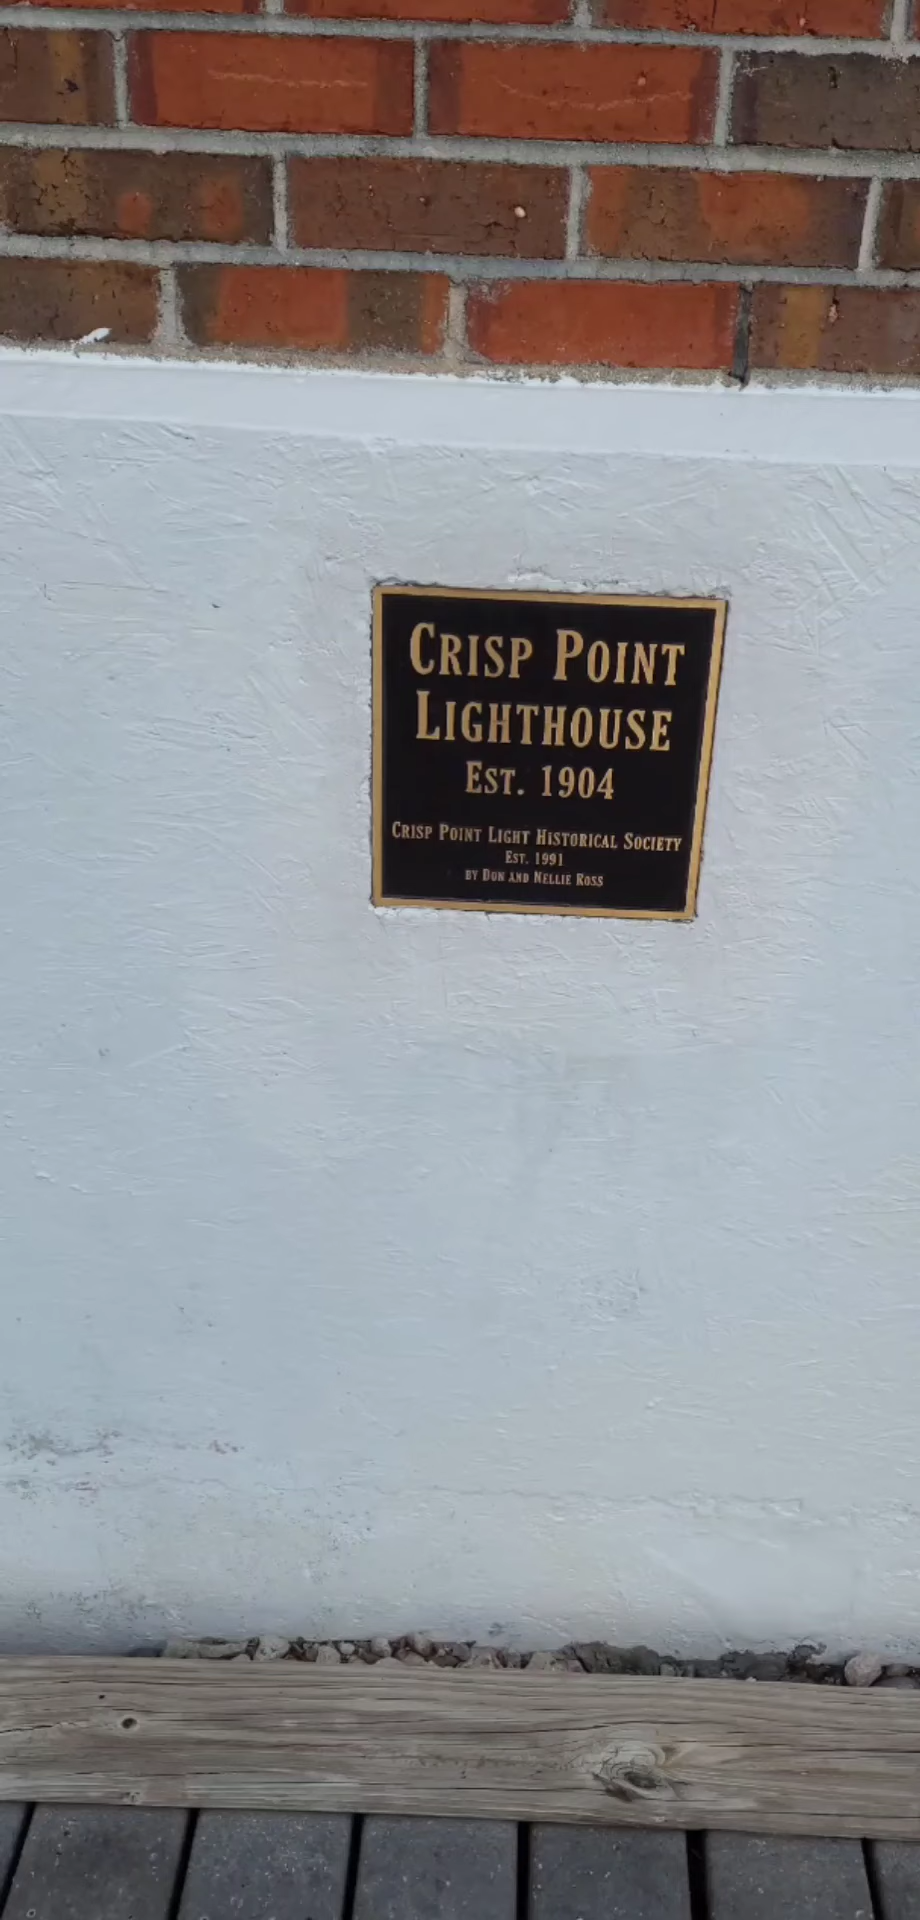 CRISP POINT
LIGHTHOUSE
EST. 1904
CRISP POINT LIGHT HISTORICAL SOCIETY
EST. 1991
BY DON AND NELLIE ROSS